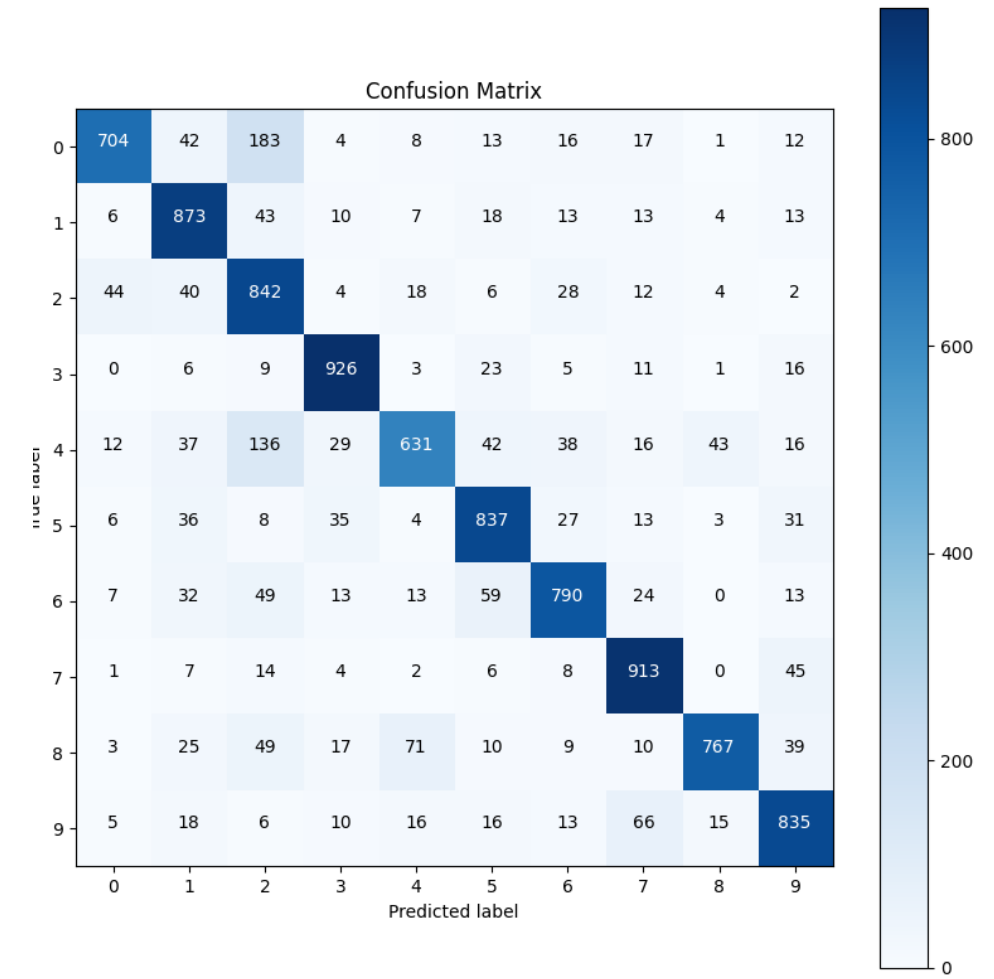 Confusion Matrix
0 704 42 183 4 8 13 16 17 1 12
1 6 873 43 10 7 18 13 13 4 13
2 44 40 842 4 18 6 28 12 4 2
3 0 6 9 926 3 23 5 11 1 16
4 12 37 136 29 631 42 38 16 43 16
5 6 36 8 35 4 837 27 13 3 31
6 7 32 49 13 13 59 790 24 0 13
7 1 7 14 4 2 6 8 913 0 45
8 3 25 49 17 71 10 9 10 767 39
9 5 18 6 10 16 16 13 66 15 835
0 1 2 3 4 5 6 7 8 9
Predicted label
True label
800
600
400
200
0